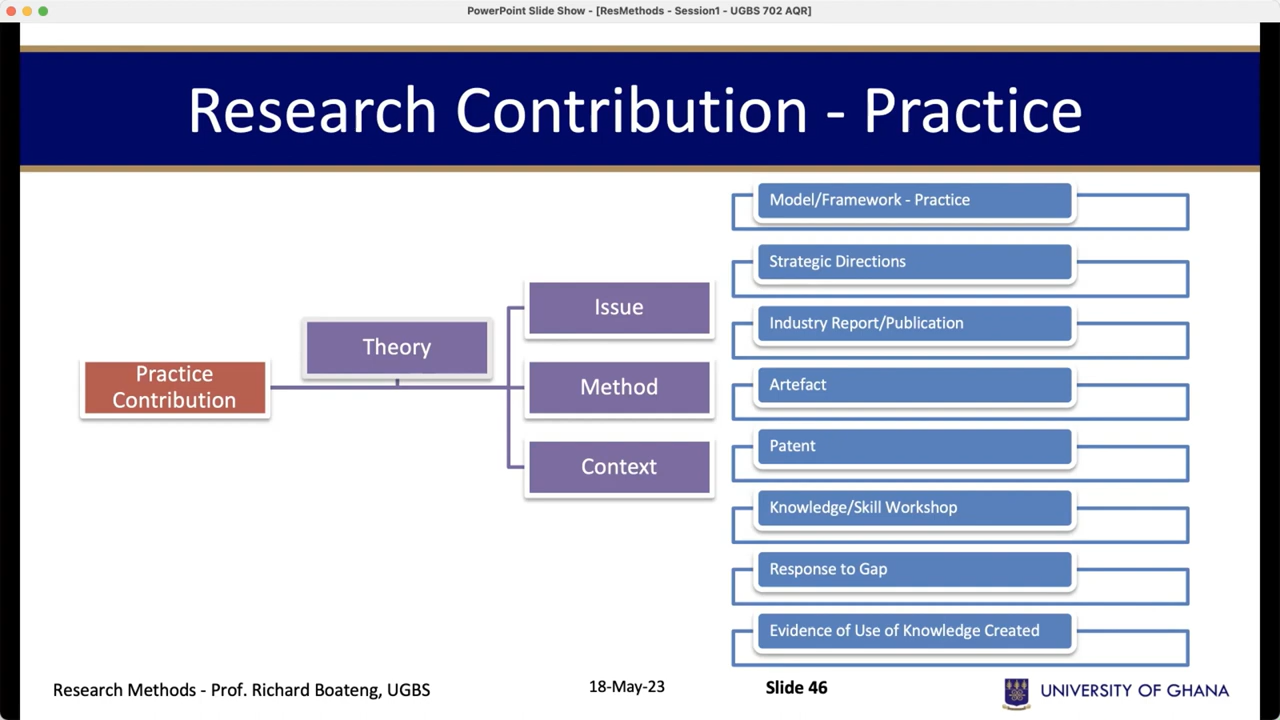 PowerPoint Slide Show - [ResMethods - Session1 - UGBS 702 AQR]
Research Contribution - Practice
Practice
Contribution
Theory
Issue
Method
Context
Model/Framework - Practice
Strategic Directions
Industry Report/Publication
Artefact
Patent
Knowledge/Skill Workshop
Response to Gap
Evidence of Use of Knowledge Created
Research Methods - Prof. Richard Boateng, UGBS
18-May-23
Slide 46
UNIVERSITY OF GHANA